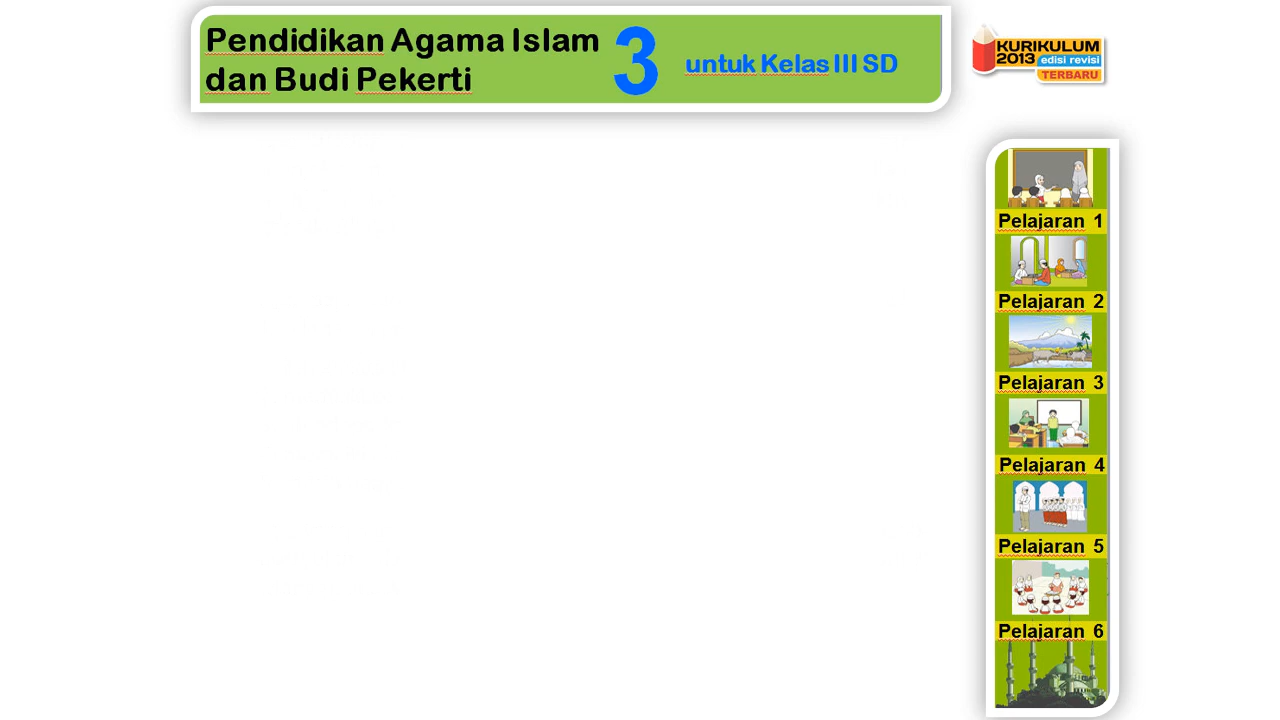 Pendidikan Agama Islam
dan Budi Pekerti
3
untuk Kelas III SD
KURIKULUM
2013 edisi revisi
TERBARU
Pelajaran 1
Pelajaran 2
Pelajaran 3
Pelajaran 4
Pelajaran 5
Pelajaran 6